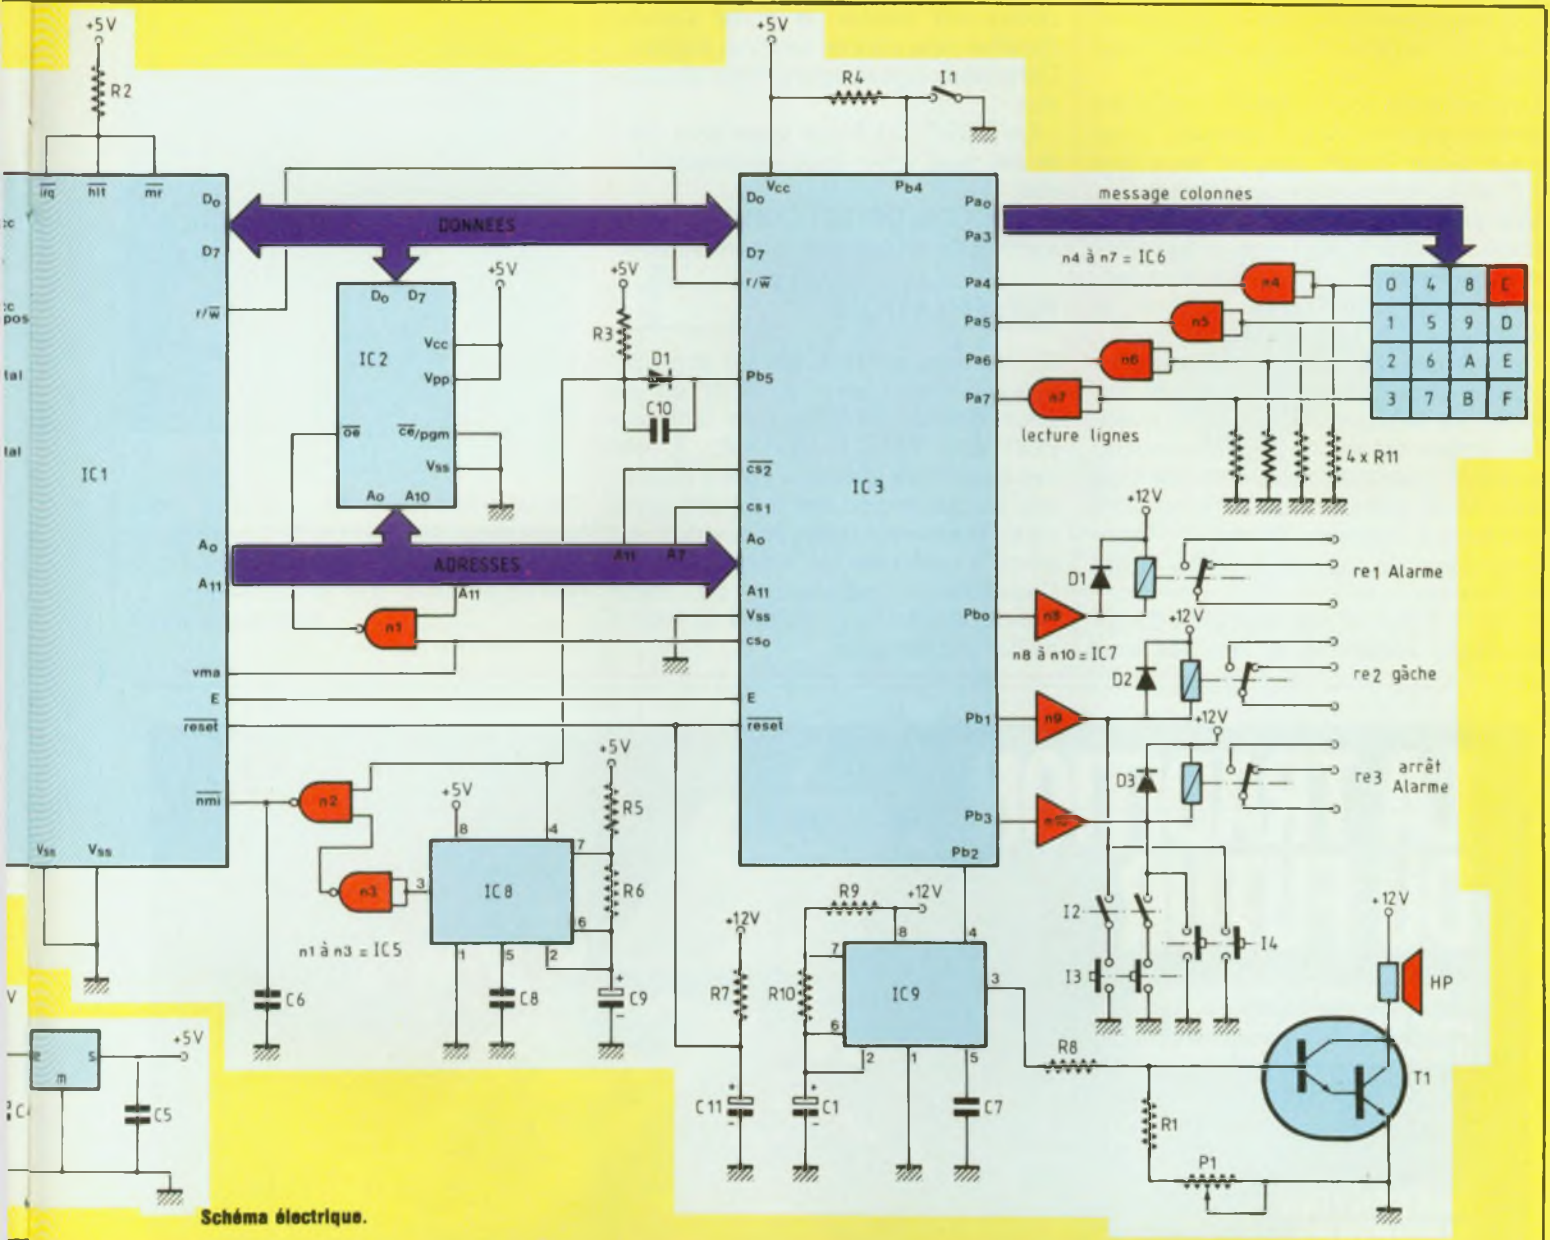 +5V
R2
irq hlt mr
D0
D7
r/w
IC1
A0
A11
vma
E
reset
nmi
Vss Vss
DONNEES
D0 D7
+5V
Vcc
IC2
Vpp
oe
ce/pgm
Vss
A0 A10
ADRESSES
A11 A7
A11
n1
+5V
R3
D1
C10
+5V
R4
I1
Vcc
Pb4
D0
D7
r/w
Pb5
cs2
cs1
A0
A11
Vss
cs0
E
reset
IC3
Pa0
Pa3
Pa4
Pa5
Pa6
Pa7
Pb0
Pb1
Pb3
Pb2
message colonnes
n4 à n7 = IC6
n4
n5
n6
n7
lecture lignes
0 4 8 C
1 5 9 D
2 6 A E
3 7 B F
4 x R11
+12V
D1
re1 Alarme
n8
n8 à n10 = IC7
+12V
D2
re2 gâche
n9
+12V
D3
re3 arrêt Alarme
n10
I2
I3
I4
n2
n3
n1 à n3 = IC5
+5V
8
4
3
IC8
7
6
1
5
2
+5V
R5
R6
C6
C8
+
C9
-
+12V
R7
+
C11
-
R9
+12V
R10
+
C1
-
7
8
4
IC9
3
6
2
1
5
C7
R8
R1
P1
T1
+12V
HP
V
e s
m
+5V
C5
Schéma électrique.